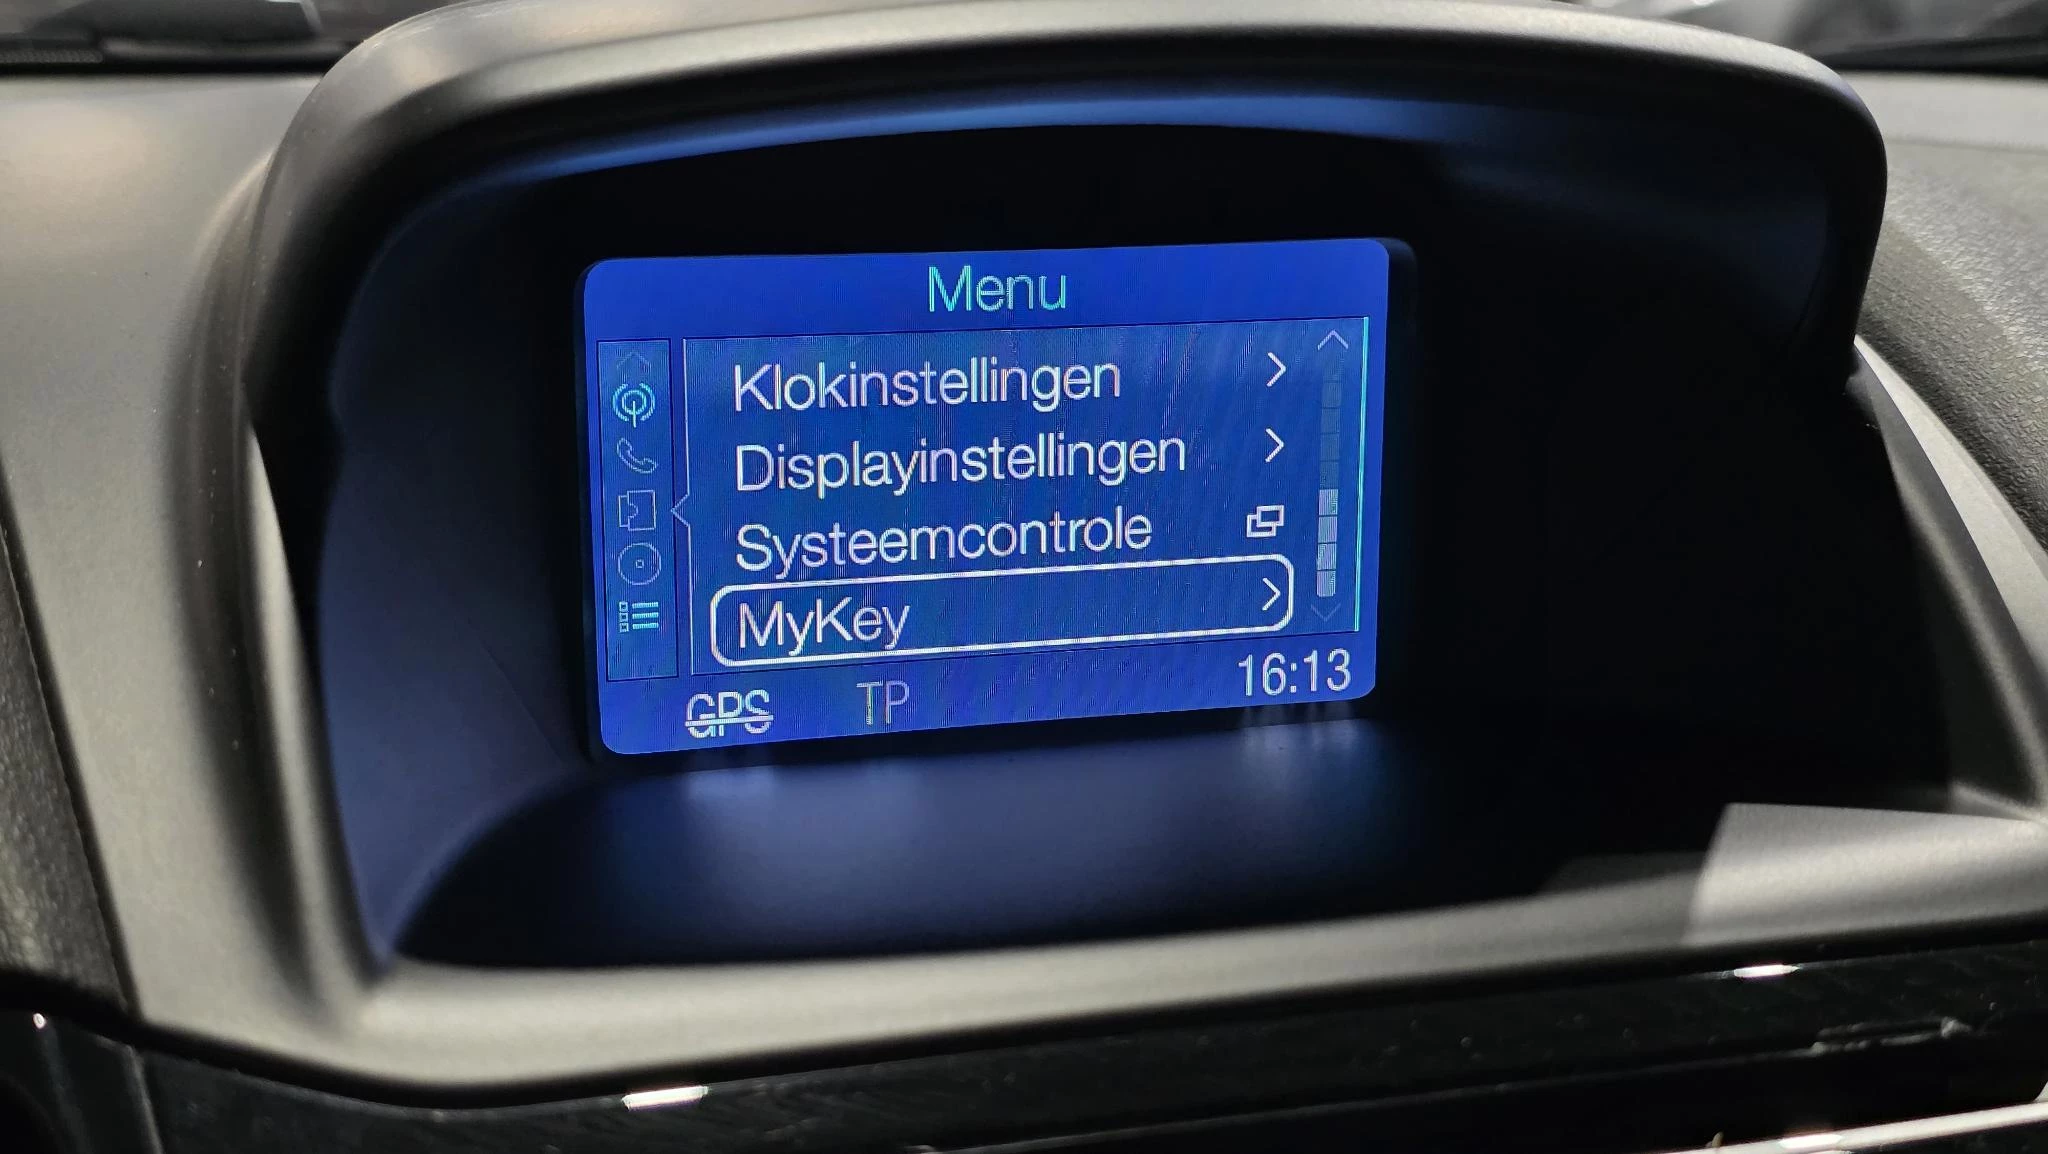 Menu
Klokinstellingen
Displayinstellingen
Systeemcontrole
MyKey
GPS TP 16:13